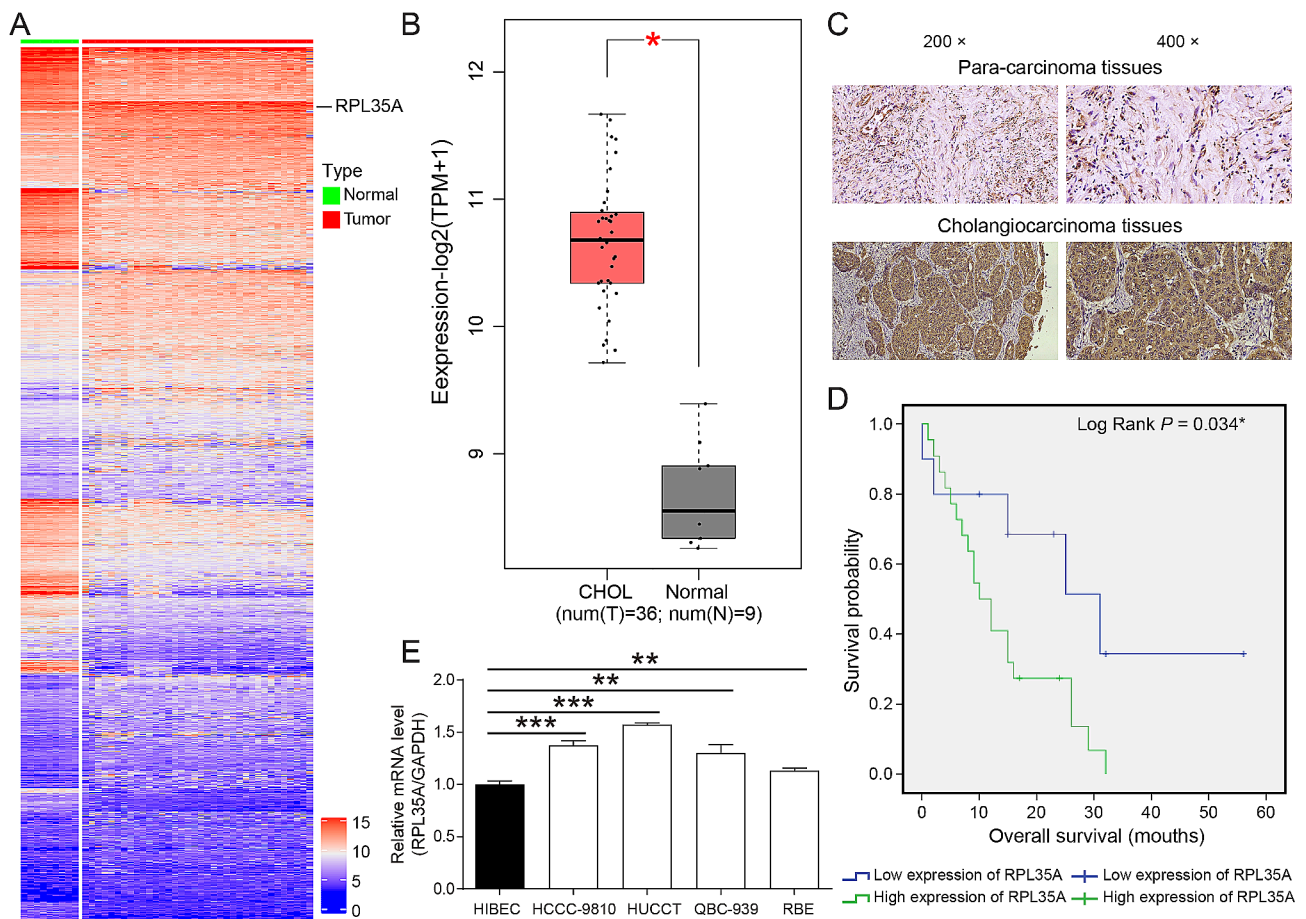 A
RPL35A
Type
Normal
Tumor
15
10
5
0
B
Eexpression-log2(TPM+1)
12
11
10
9
*
CHOL
Normal
(num(T)=36; num(N)=9)
C
200 ×
400 ×
Para-carcinoma tissues
Cholangiocarcinoma tissues
D
Log Rank P = 0.034*
Survival probability
1.0
0.8
0.6
0.4
0.2
0.0
0 10 20 30 40 50 60
Overall survival (mouths)
Low expression of RPL35A
Low expression of RPL35A
High expression of RPL35A
High expression of RPL35A
E
Relative mRNA level
(RPL35A/GAPDH)
2.0
1.5
1.0
0.5
0.0
**
**
***
***
HIBEC HCCC-9810 HUCCT QBC-939 RBE